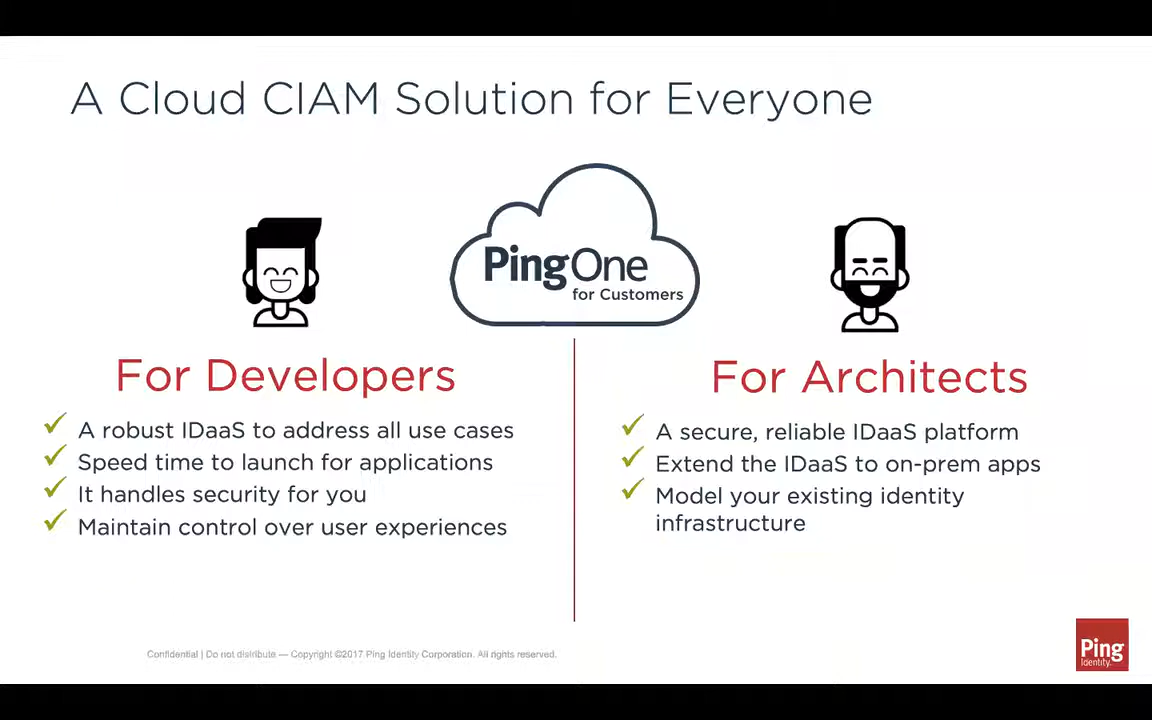 A Cloud CIAM Solution for Everyone
PingOne
for Customers
For Developers
✓ A robust IDaaS to address all use cases
✓ Speed time to launch for applications
✓ It handles security for you
✓ Maintain control over user experiences
For Architects
✓ A secure, reliable IDaaS platform
✓ Extend the IDaaS to on-prem apps
✓ Model your existing identity
infrastructure
Confidential | Do not distribute — Copyright ©2017 Ping Identity Corporation. All rights reserved.
Ping
Identity.